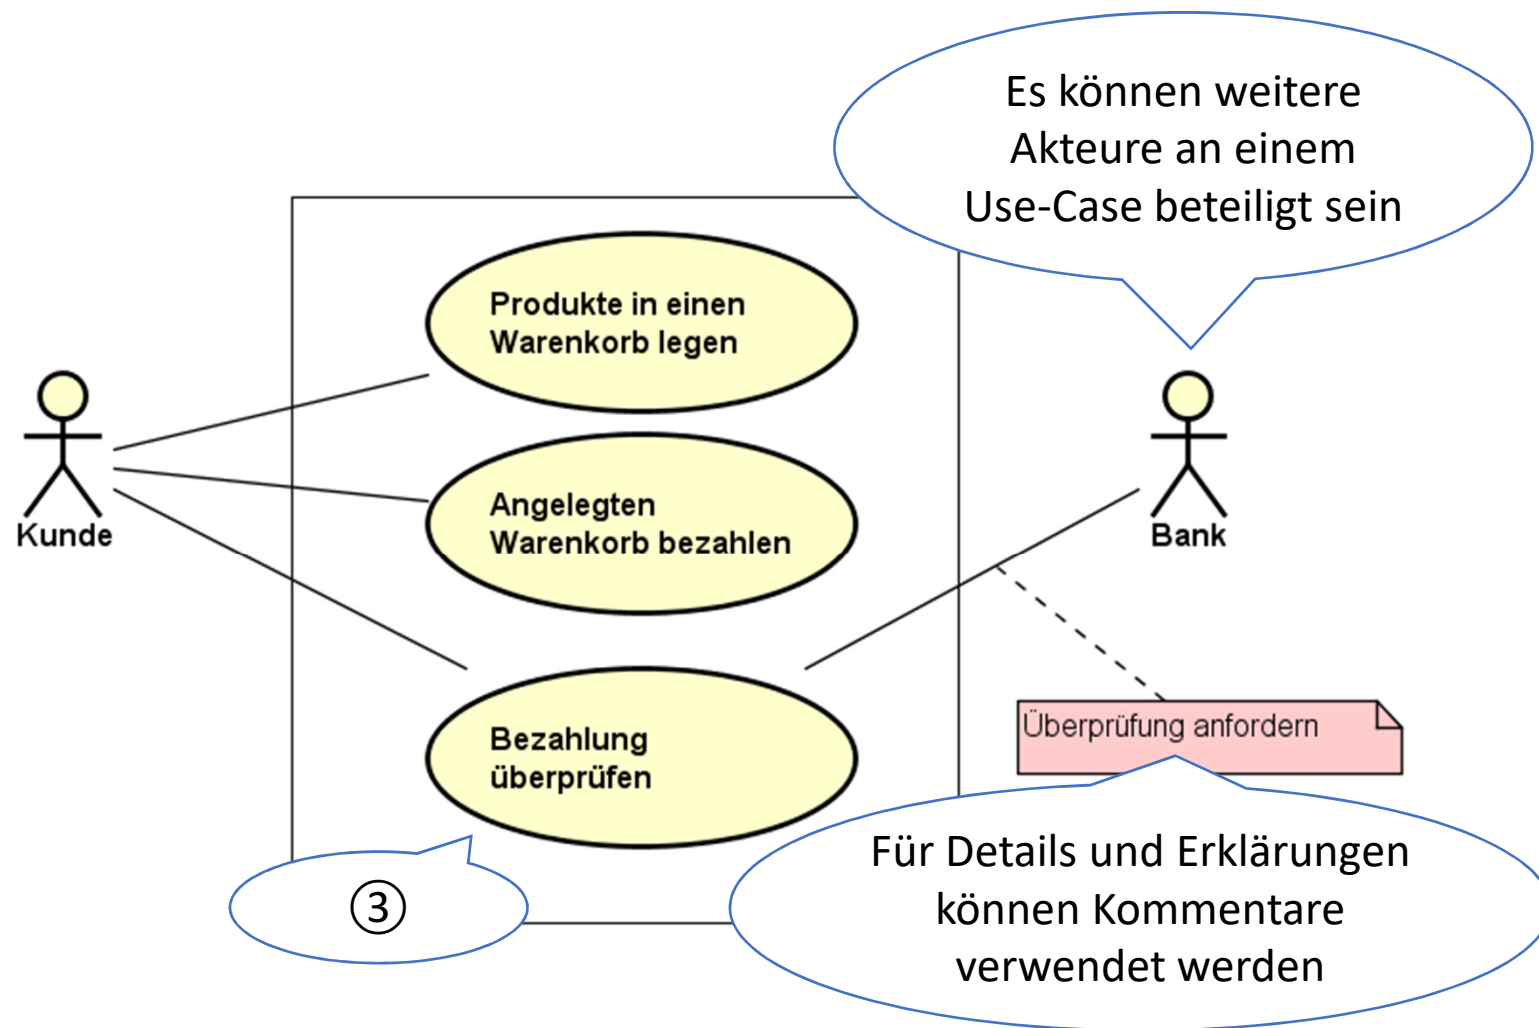 Es können weitere
Akteure an einem
Use-Case beteiligt sein
Produkte in einen
Warenkorb legen
Kunde
Angelegten
Warenkorb bezahlen
Bank
Bezahlung
überprüfen
Überprüfung anfordern
③
Für Details und Erklärungen
können Kommentare
verwendet werden